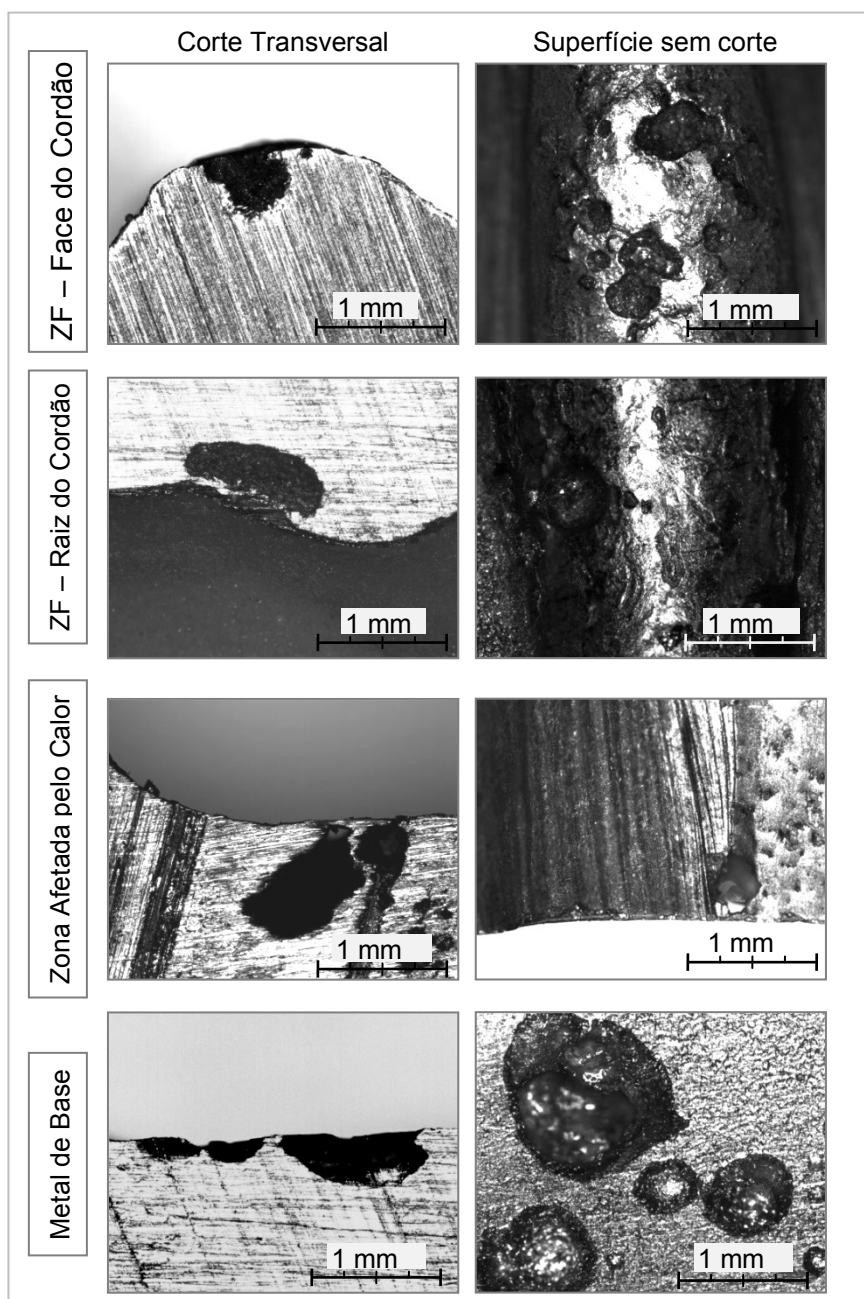 Corte Transversal
Superfície sem corte
ZF – Face do Cordão
1 mm
1 mm
ZF – Raiz do Cordão
1 mm
1 mm
Zona Afetada pelo Calor
1 mm
1 mm
Metal de Base
1 mm
1 mm